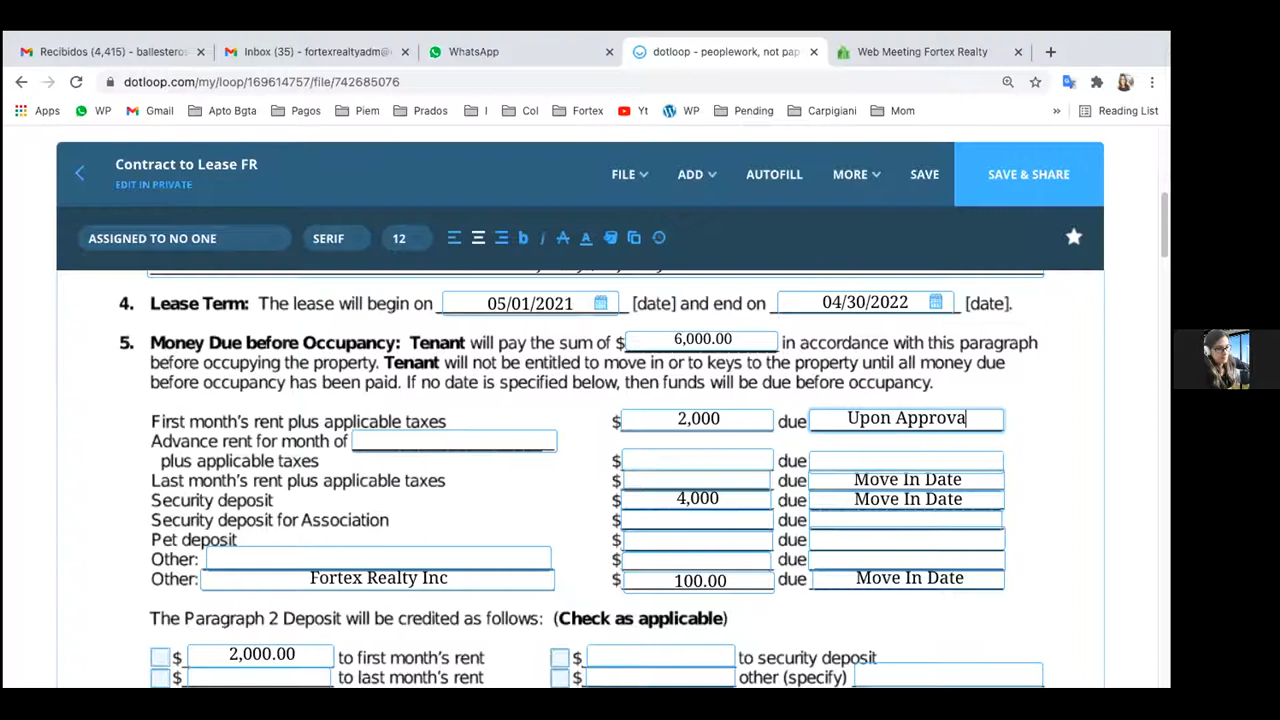 Recibidos (4,415) - ballestero
Inbox (35) - fortexrealtyadm@
WhatsApp
dotloop - peoplework, not pap
Web Meeting Fortex Realty
dotloop.com/my/loop/169614757/file/742685076
Apps WP Gmail Apto Bgta Pagos Piem Prados I Col Fortex Yt WP Pending Carpigiani Mom » Reading List
Contract to Lease FR
EDIT IN PRIVATE
FILE ADD AUTOFILL MORE SAVE SAVE & SHARE
ASSIGNED TO NO ONE SERIF 12
4. Lease Term: The lease will begin on 05/01/2021 [date] and end on 04/30/2022 [date].
5. Money Due before Occupancy: Tenant will pay the sum of $ 6,000.00 in accordance with this paragraph
before occupying the property. Tenant will not be entitled to move in or to keys to the property until all money due
before occupancy has been paid. If no date is specified below, then funds will be due before occupancy.
First month's rent plus applicable taxes $ 2,000 due Upon Approva
Advance rent for month of
plus applicable taxes $ due
Last month's rent plus applicable taxes $ due Move In Date
Security deposit $ 4,000 due Move In Date
Security deposit for Association $ due
Pet deposit $ due
Other: $ due
Other: Fortex Realty Inc $ 100.00 due Move In Date
The Paragraph 2 Deposit will be credited as follows: (Check as applicable)
$ 2,000.00 to first month's rent $ to security deposit
$ to last month's rent $ other (specify)